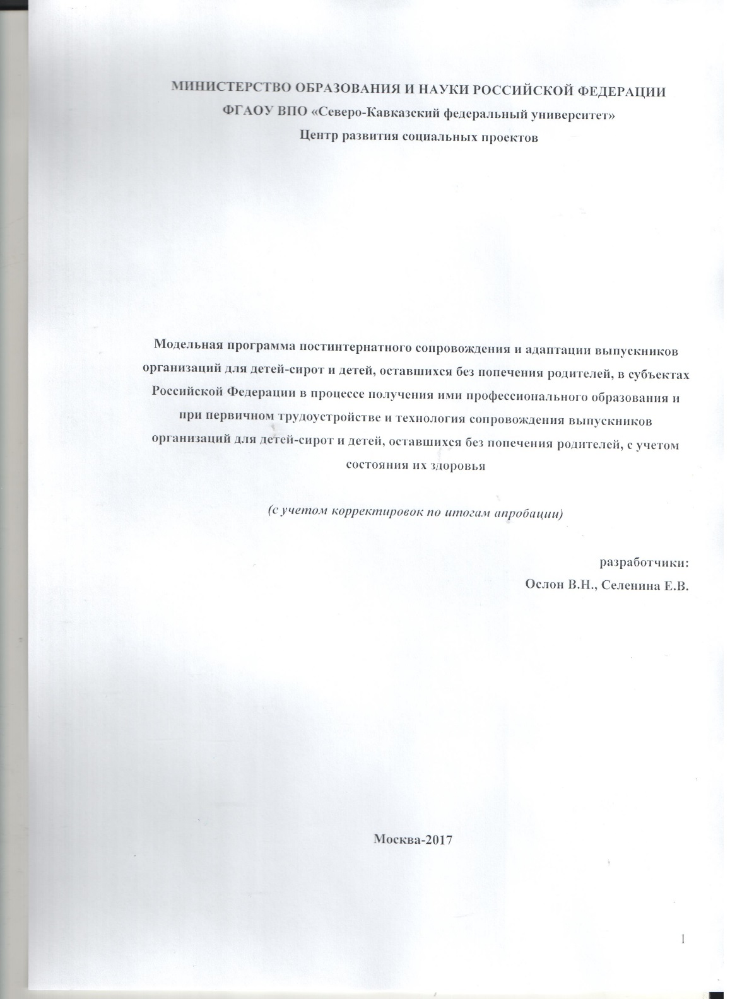 МИНИСТЕРСТВО ОБРАЗОВАНИЯ И НАУКИ РОССИЙСКОЙ ФЕДЕРАЦИИ
ФГАОУ ВПО «Северо-Кавказский федеральный университет»
Центр развития социальных проектов
Модельная программа постинтернатного сопровождения и адаптации выпускников
организаций для детей-сирот и детей, оставшихся без попечения родителей, в субъектах
Российской Федерации в процессе получения ими профессионального образования и
при первичном трудоустройстве и технология сопровождения выпускников
организаций для детей-сирот и детей, оставшихся без попечения родителей, с учетом
состояния их здоровья
(с учетом корректировок по итогам апробации)
разработчики:
Ослон В.Н., Селенина Е.В.
Москва-2017
1